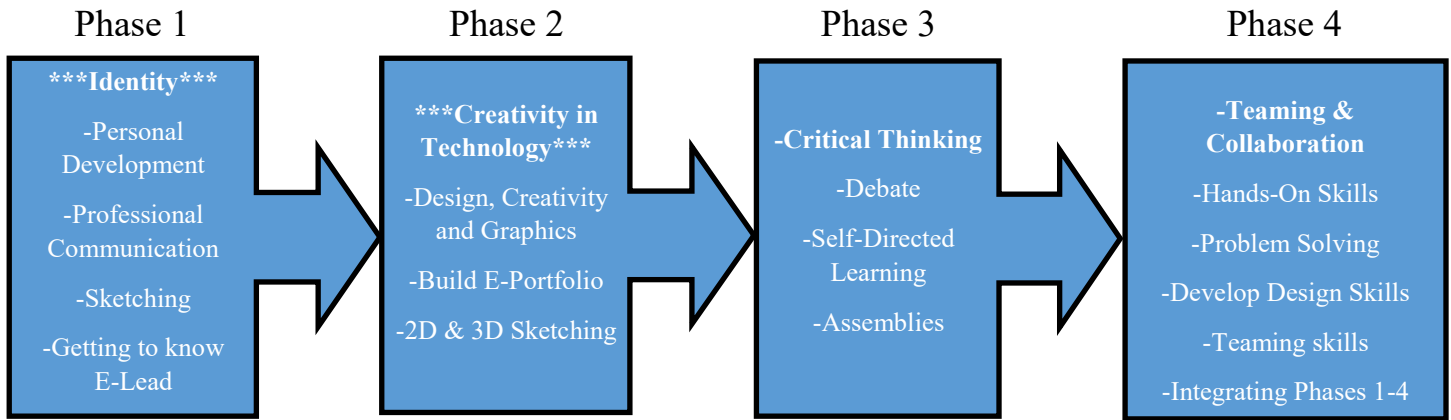 Phase 1
***Identity***
-Personal
Development
-Professional
Communication
-Sketching
-Getting to know
E-Lead
Phase 2
***Creativity in
Technology***
-Design, Creativity
and Graphics
-Build E-Portfolio
-2D & 3D Sketching
Phase 3
-Critical Thinking
-Debate
-Self-Directed
Learning
-Assemblies
Phase 4
-Teaming &
Collaboration
-Hands-On Skills
-Problem Solving
-Develop Design Skills
-Teaming skills
-Integrating Phases 1-4